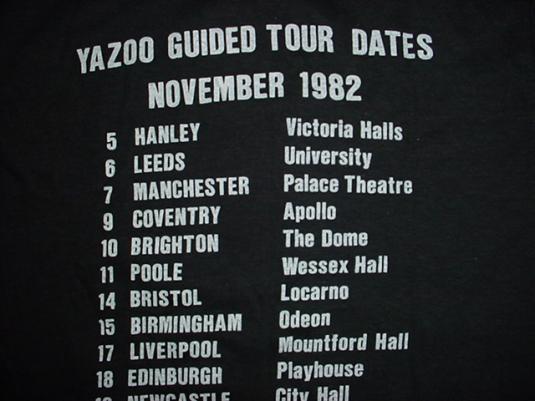 YAZOO GUIDED TOUR DATES
NOVEMBER 1982
5 HANLEY Victoria Halls
6 LEEDS University
7 MANCHESTER Palace Theatre
9 COVENTRY Apollo
10 BRIGHTON The Dome
11 POOLE Wessex Hall
14 BRISTOL Locarno
15 BIRMINGHAM Odeon
17 LIVERPOOL Mountford Hall
18 EDINBURGH Playhouse
NEWCASTLE City Hall